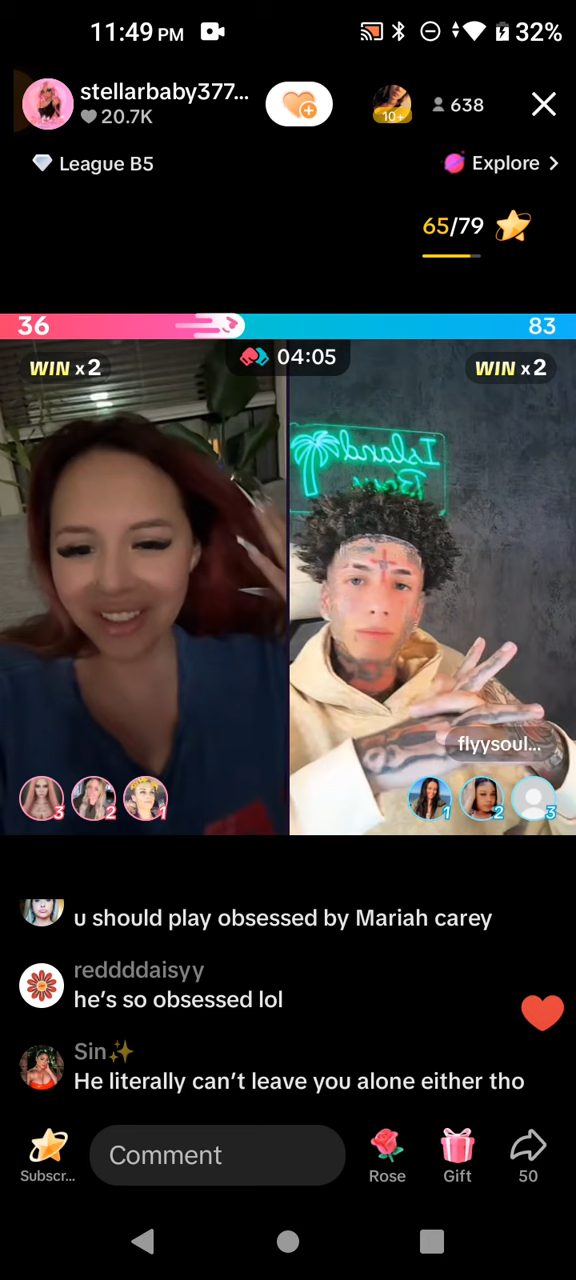 11:49 PM
32%
stellarbaby377...
20.7K
10+
638
League B5
Explore
65/79
36
83
WIN x2
04:05
WIN x2
Island
Boys
flyysoul...
3
2
1
1
2
3
u should play obsessed by Mariah carey
reddddaisyy
he's so obsessed lol
Sin✨
He literally can't leave you alone either tho
Subscr...
Comment
Rose
Gift
50